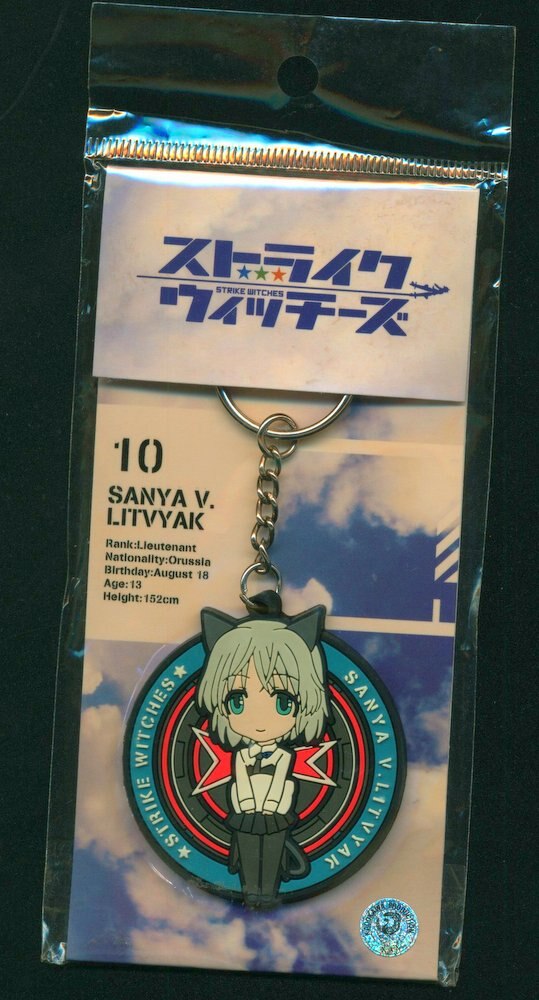 ストライク
STRIKE WITCHES
ウィッチーズ
10
SANYA V.
LITVYAK
Rank:Lieutenant
Nationality:Orussia
Birthday:August 18
Age:13
Height:152cm
★STRIKE WITCHES★
SANYA V.LITVYAK